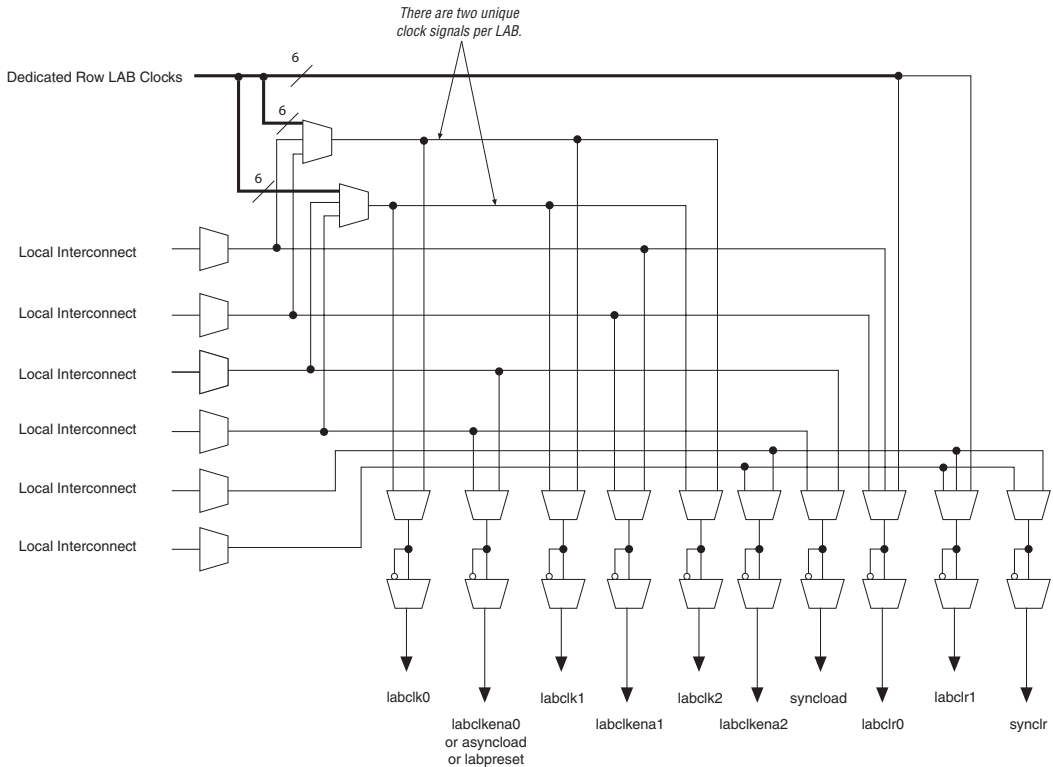 There are two unique
clock signals per LAB.
6
Dedicated Row LAB Clocks
6
6
Local Interconnect
Local Interconnect
Local Interconnect
Local Interconnect
Local Interconnect
Local Interconnect
labclk0
labclkena0
or asyncload
or labpreset
labclk1
labclkena1
labclk2
labclkena2
syncload
labclr0
labclr1
synclr